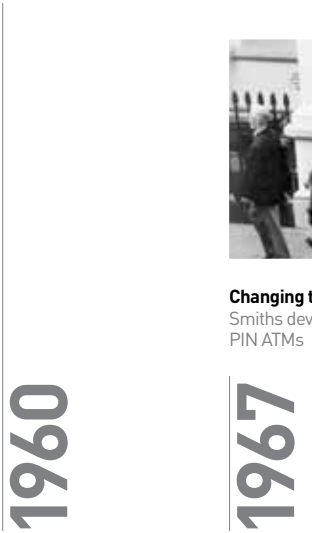 Changing t
Smiths dev
PIN ATMs
1960
1967